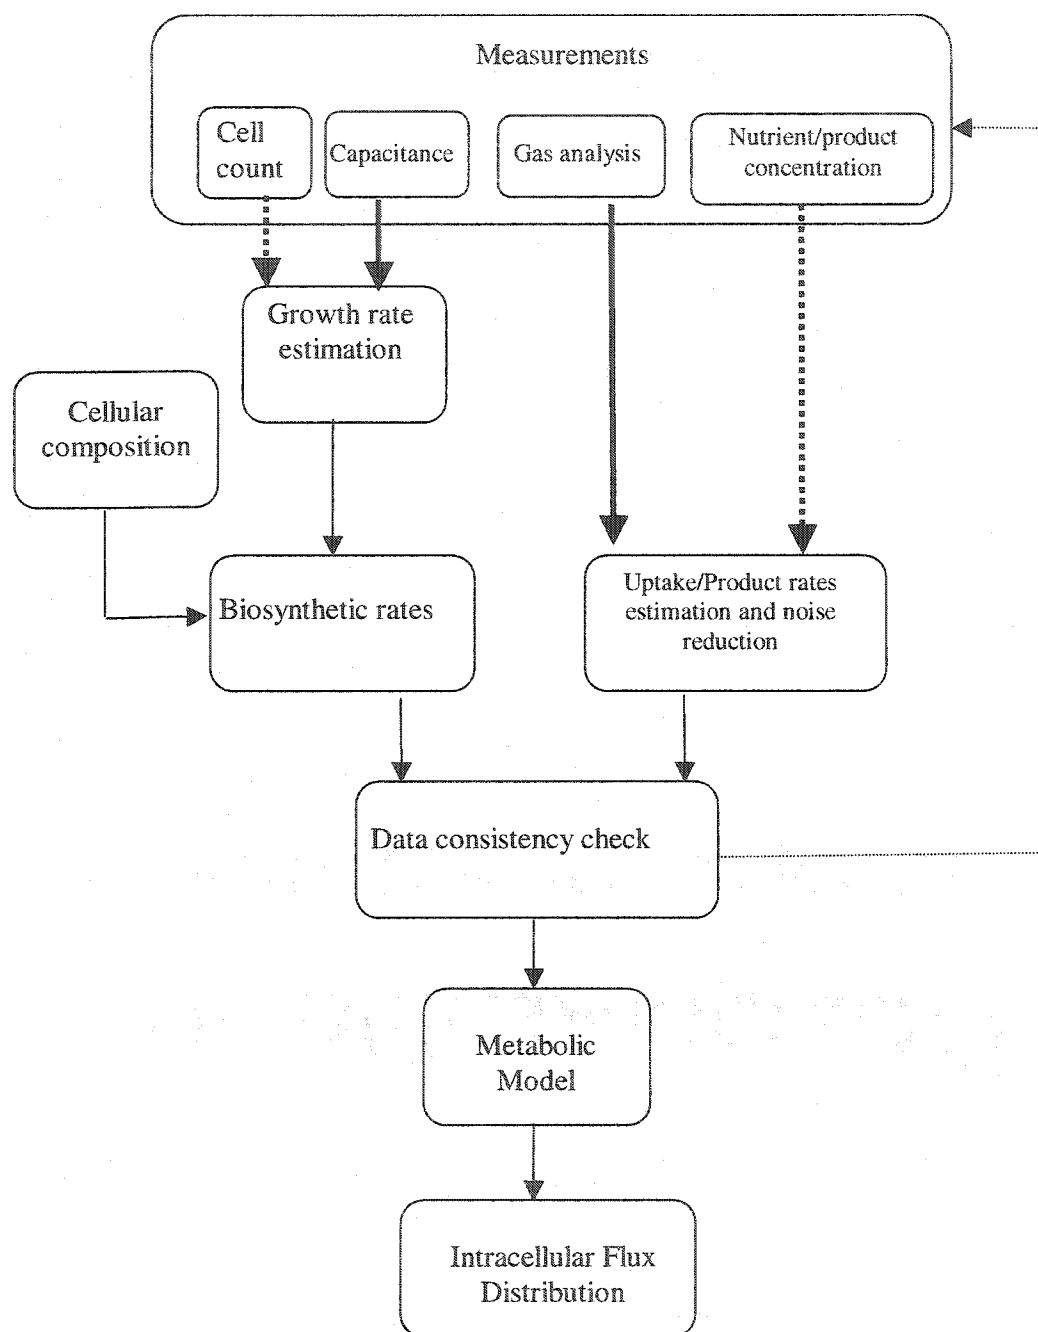 Measurements
Cell
count
Capacitance
Gas analysis
Nutrient/product
concentration
Growth rate
estimation
Cellular
composition
Biosynthetic rates
Uptake/Product rates
estimation and noise
reduction
Data consistency check
Metabolic
Model
Intracellular Flux
Distribution